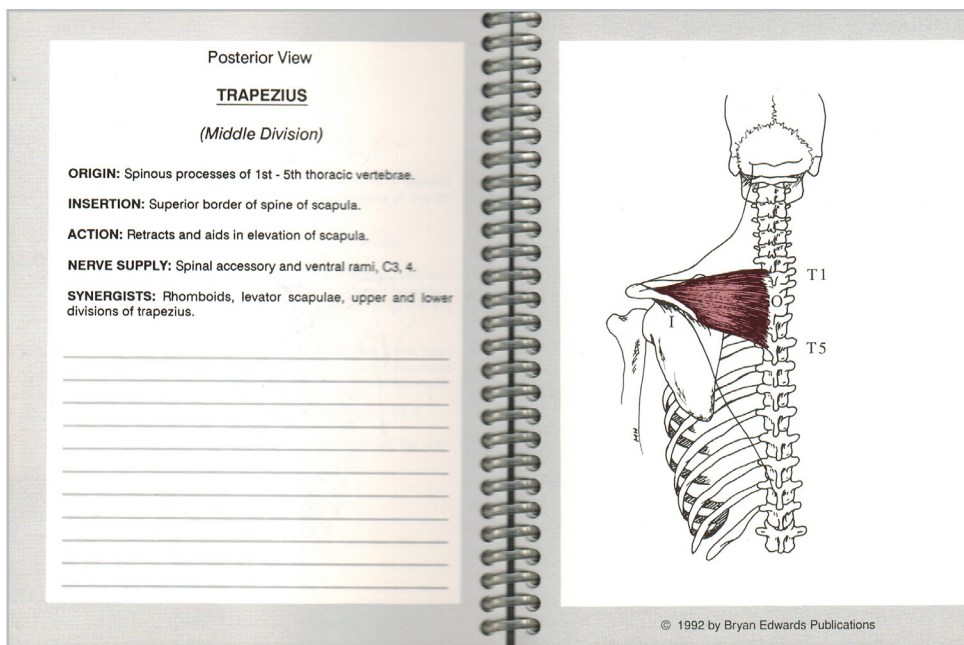 Posterior View
TRAPEZIUS
(Middle Division)
ORIGIN: Spinous processes of 1st - 5th thoracic vertebrae.
INSERTION: Superior border of spine of scapula.
ACTION: Retracts and aids in elevation of scapula.
NERVE SUPPLY: Spinal accessory and ventral rami, C3, 4.
SYNERGISTS: Rhomboids, levator scapulae, upper and lower
divisions of trapezius.
T1
O
I
T5
MH
© 1992 by Bryan Edwards Publications